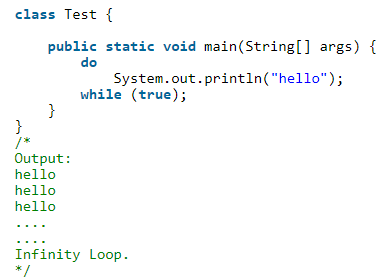 class Test {
    public static void main(String[] args) {
        do
            System.out.println("hello");
        while (true);
    }
}
/*
Output:
hello
hello
hello
....
....
Infinity Loop.
*/